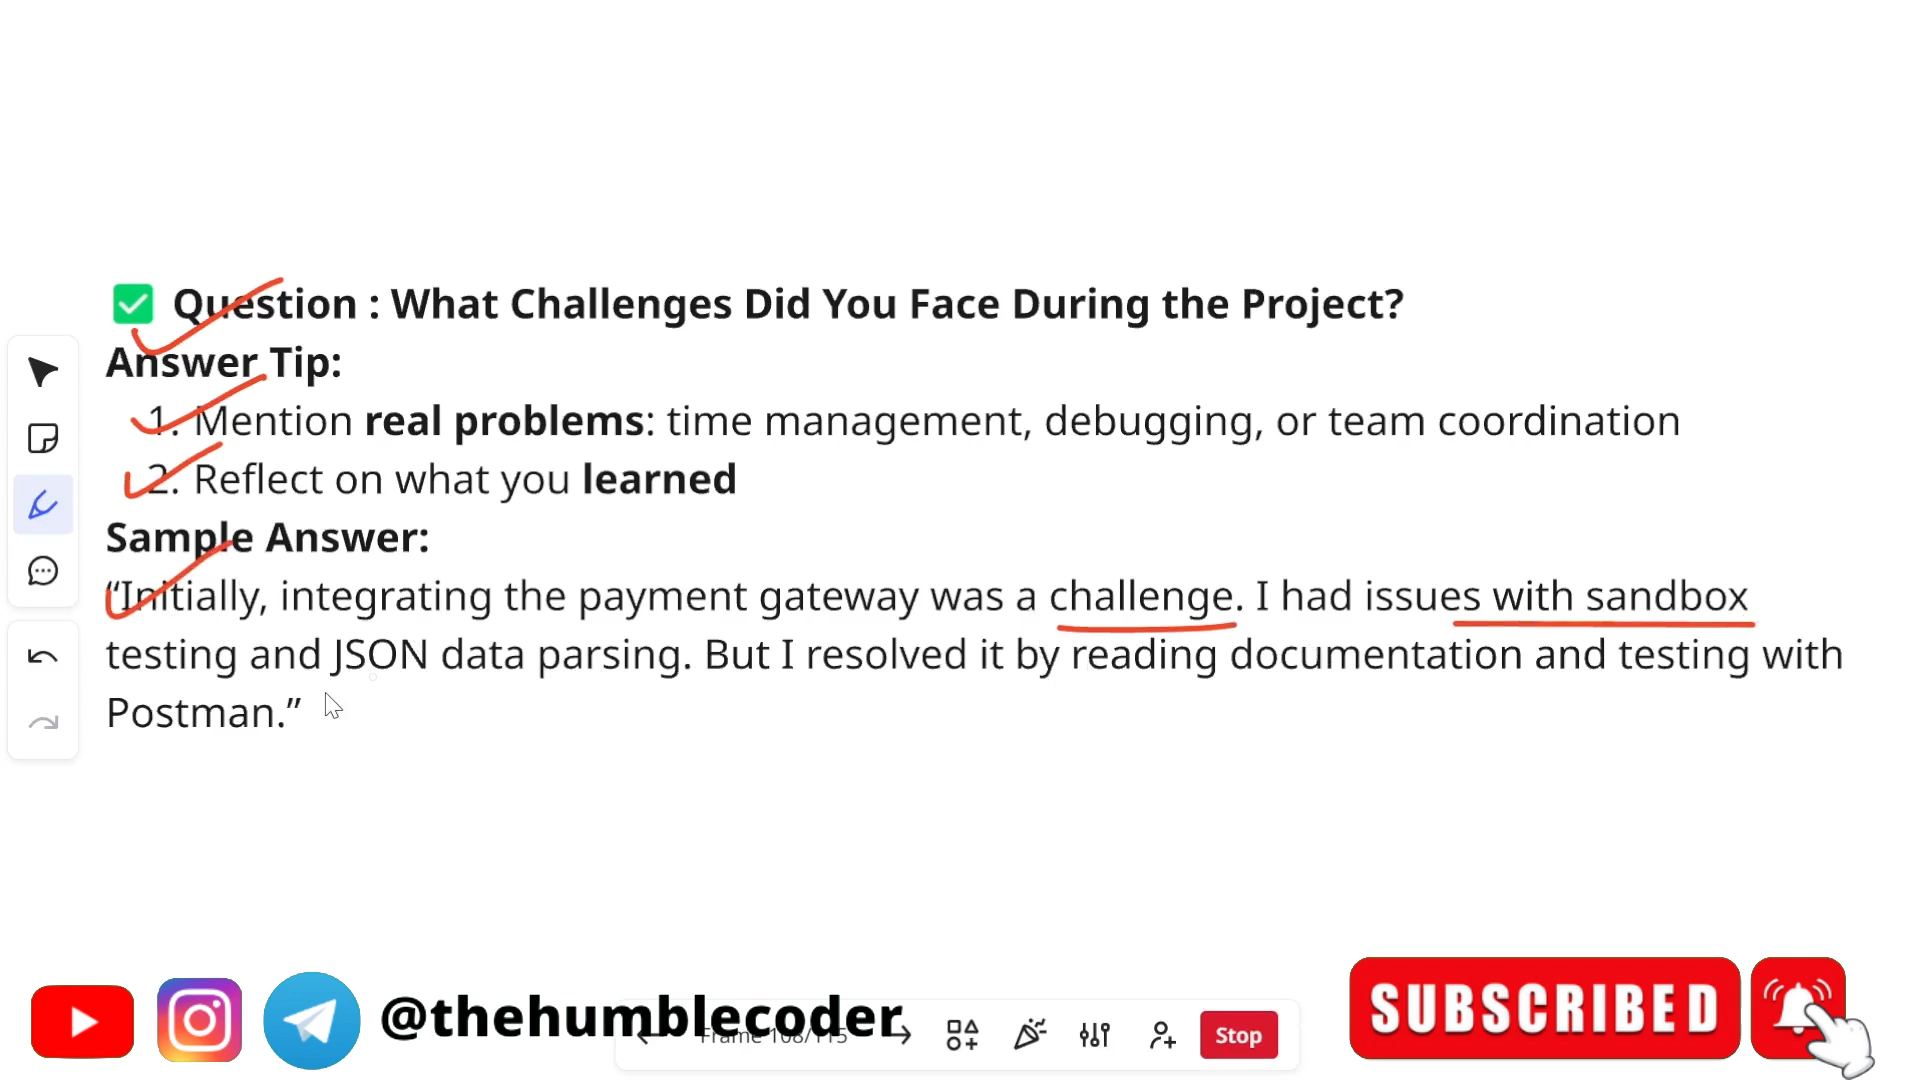 ✅ Question : What Challenges Did You Face During the Project?
Answer Tip:
1. Mention real problems: time management, debugging, or team coordination
2. Reflect on what you learned
Sample Answer:
“Initially, integrating the payment gateway was a challenge. I had issues with sandbox
testing and JSON data parsing. But I resolved it by reading documentation and testing with
Postman.”
@thehumblecoder
Frame 108/115
Stop
SUBSCRIBED